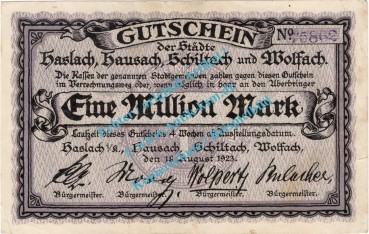 GUTSCHEIN
No 75862
der Städte
Haslach, Hausach, Schiltach und Wolfach.
Die Kassen der genannten Stadtgemeinden zahlen gegen diesen Gutschein
im Verrechnungsweg oder, wenn möglich in bar an den Überbringer
Eine Million Mark
Laufzeit dieses Gutscheins 4 Wochen ab Ausstellungsdatum.
Haslach i/K., Hausach, Schiltach, Wolfach,
den 18. August 1923.
Wolpert
Bürgermeister. Bürgermeister. Bürgermeister. Bürgermeister.